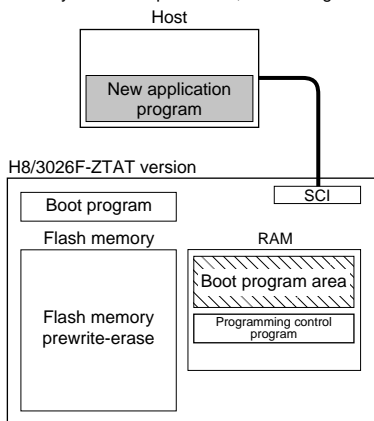 Host
New application
program
H8/3026F-ZTAT version
SCI
Boot program
Flash memory
RAM
Boot program area
Flash memory
prewrite-erase
Programming control
program